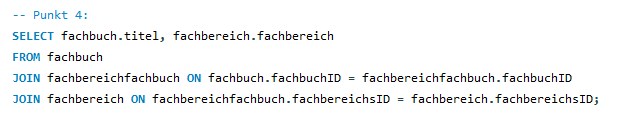 -- Punkt 4:
SELECT fachbuch.titel, fachbereich.fachbereich
FROM fachbuch
JOIN fachbereichfachbuch ON fachbuch.fachbuchID = fachbereichfachbuch.fachbuchID
JOIN fachbereich ON fachbereichfachbuch.fachbereichsID = fachbereich.fachbereichsID;